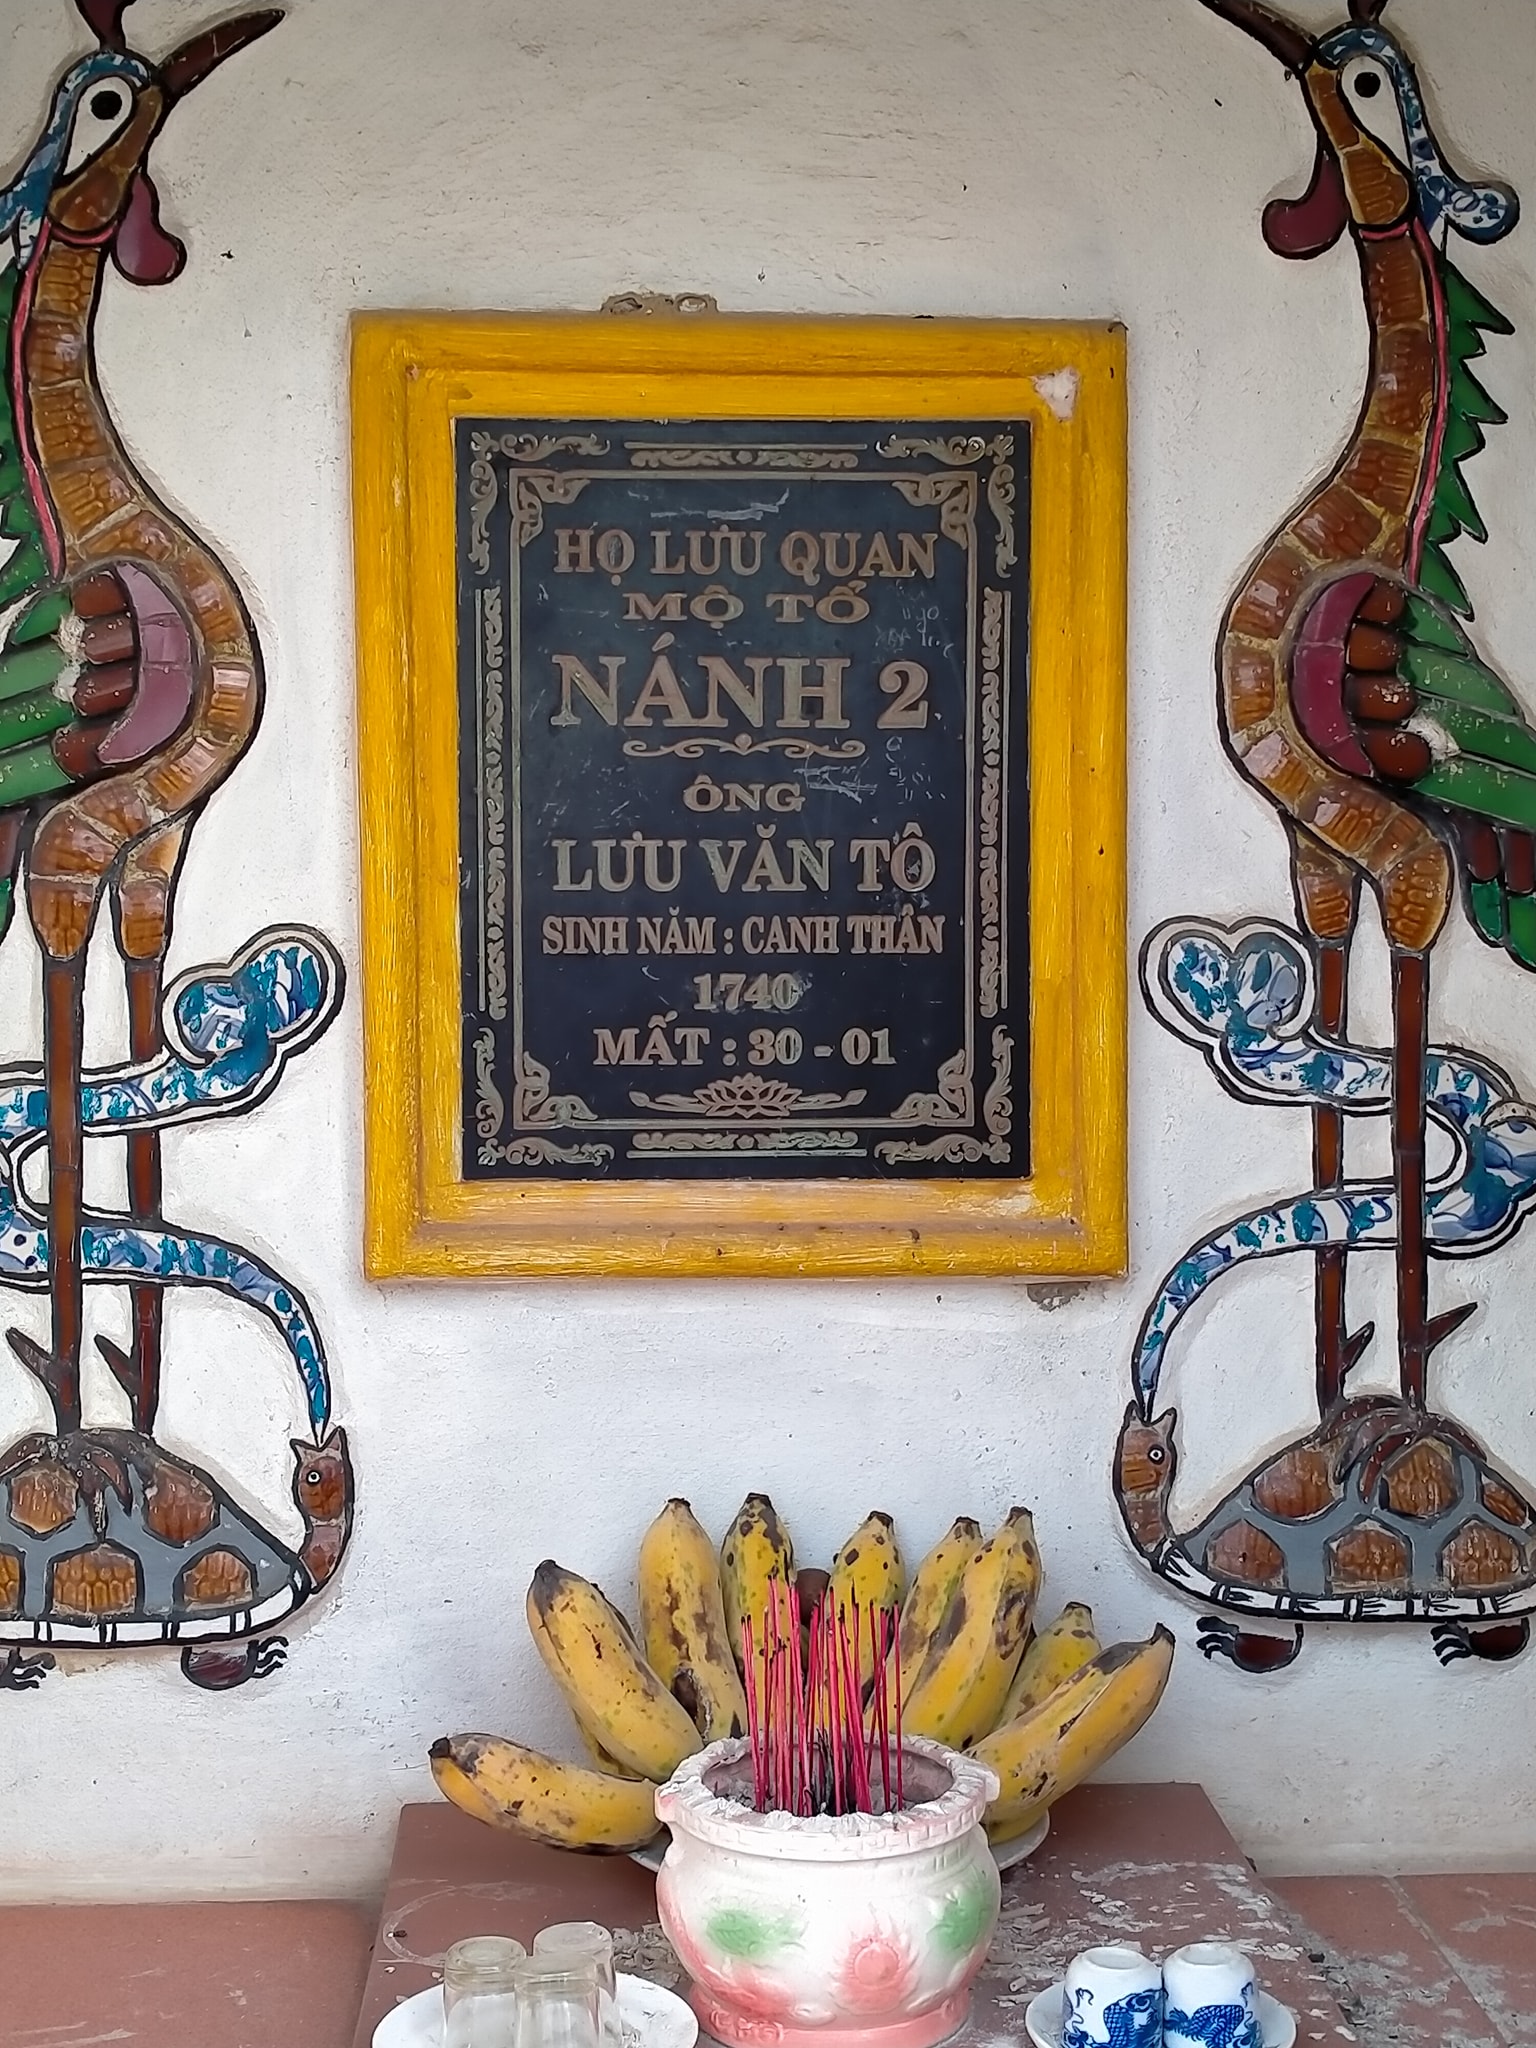 HỌ LƯU QUAN
MỘ TỔ
NÁNH 2
ÔNG
LƯU VĂN TÔ
SINH NĂM : CANH THÂN
1740
MẤT : 30 - 01